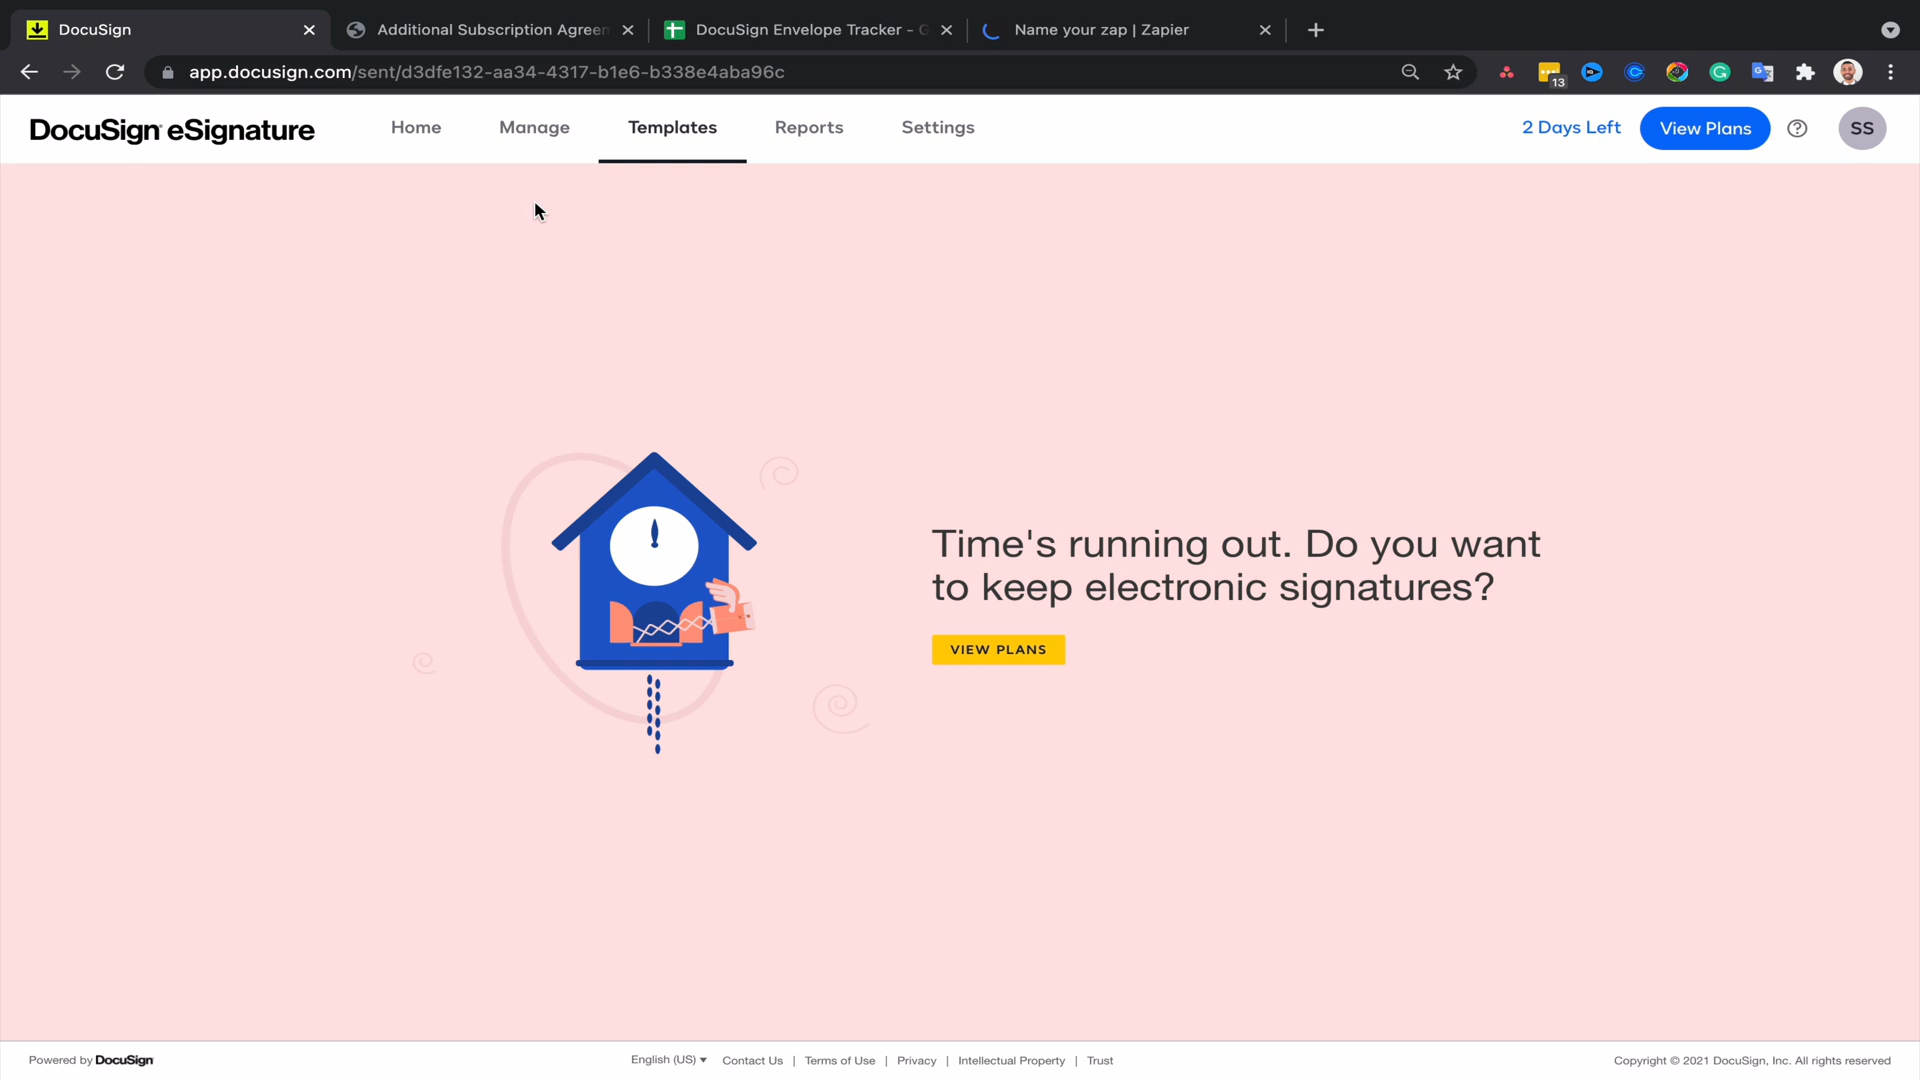 DocuSign
Additional Subscription Agreem
DocuSign Envelope Tracker - G
Name your zap | Zapier
app.docusign.com/sent/d3dfe132-aa34-4317-b1e6-b338e4aba96c
13
DocuSign eSignature
Home
Manage
Templates
Reports
Settings
2 Days Left
View Plans
SS
Time's running out. Do you want
to keep electronic signatures?
VIEW PLANS
Powered by DocuSign
English (US)
Contact Us | Terms of Use | Privacy | Intellectual Property | Trust
Copyright © 2021 DocuSign, Inc. All rights reserved